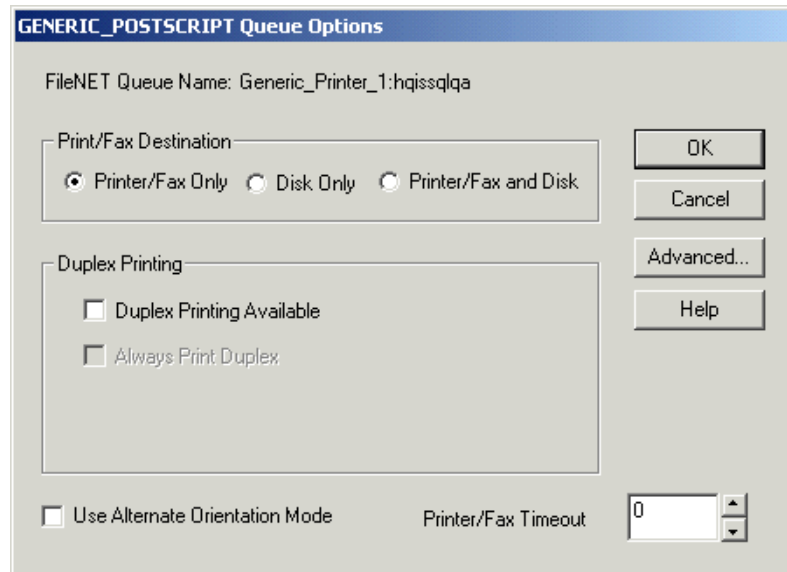 GENERIC_POSTSCRIPT Queue Options
FileNET Queue Name: Generic_Printer_1:hqissqlqa
Print/Fax Destination
Printer/Fax Only Disk Only Printer/Fax and Disk
OK
Cancel
Advanced...
Help
Duplex Printing
Duplex Printing Available
Always Print Duplex
Use Alternate Orientation Mode Printer/Fax Timeout 0